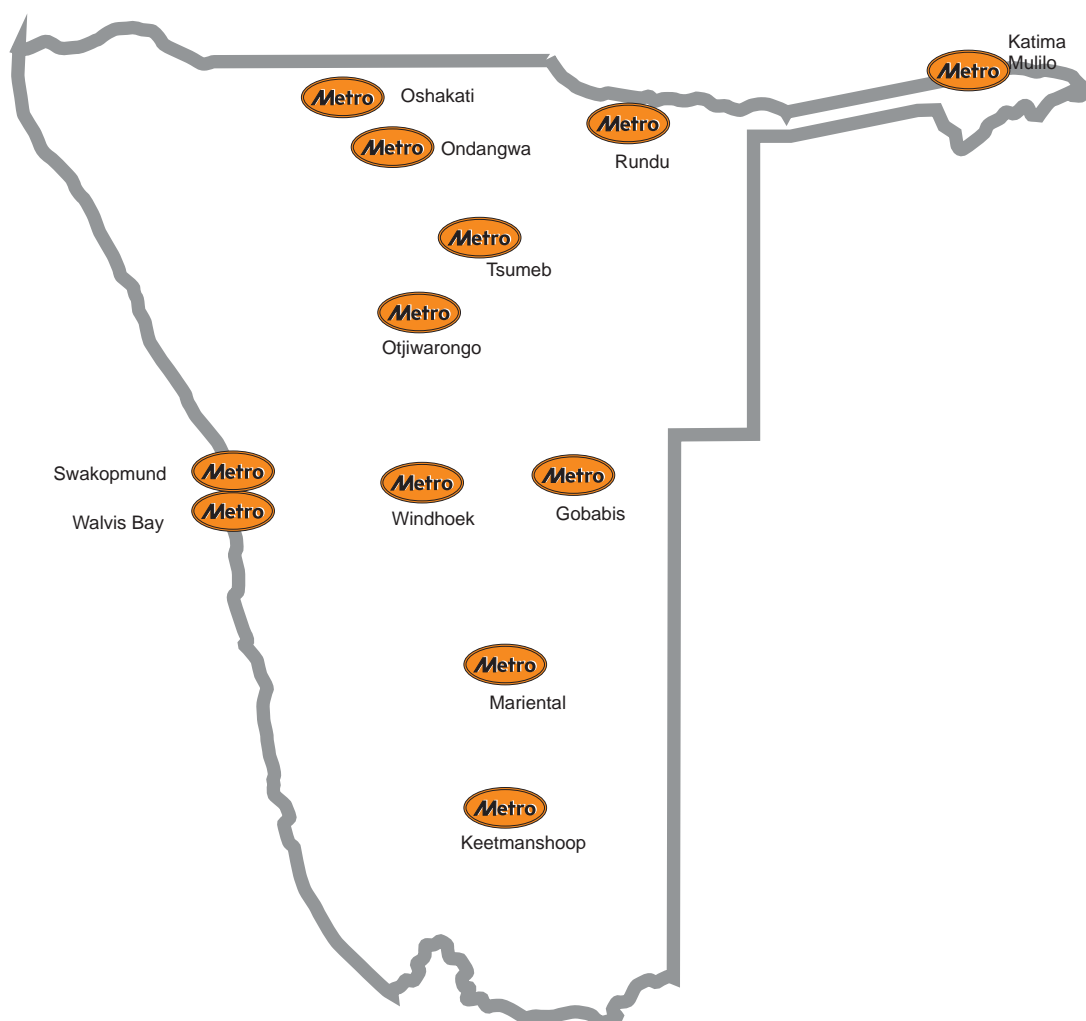 Katima
Mulilo
Metro
Metro
Oshakati
Metro
Rundu
Metro
Ondangwa
Metro
Tsumeb
Metro
Otjiwarongo
Swakopmund
Metro
Walvis Bay
Metro
Metro
Windhoek
Metro
Gobabis
Metro
Mariental
Metro
Keetmanshoop